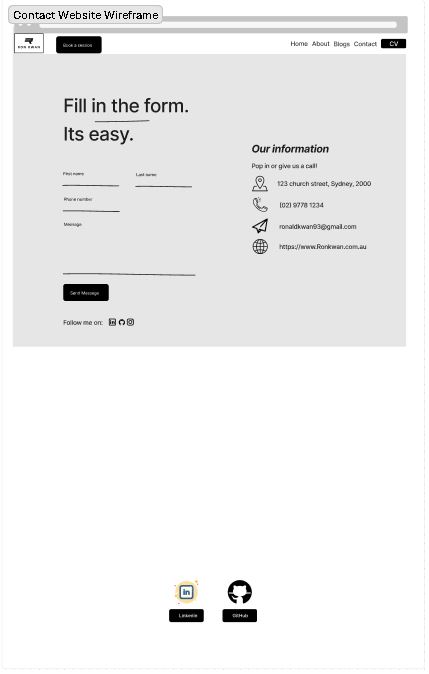 Contact Website Wireframe
RON KWAN
Book a session
Home About Blogs Contact CV
Fill in the form.
Its easy.
First name
Last name
Phone number
Message
Send Message
Follow me on:
Our information
Pop in or give us a call!
123 church street, Sydney, 2000
(02) 9778 1234
ronaldkwan93@gmail.com
https://www.Ronkwan.com.au
in
Linkedin
GitHub